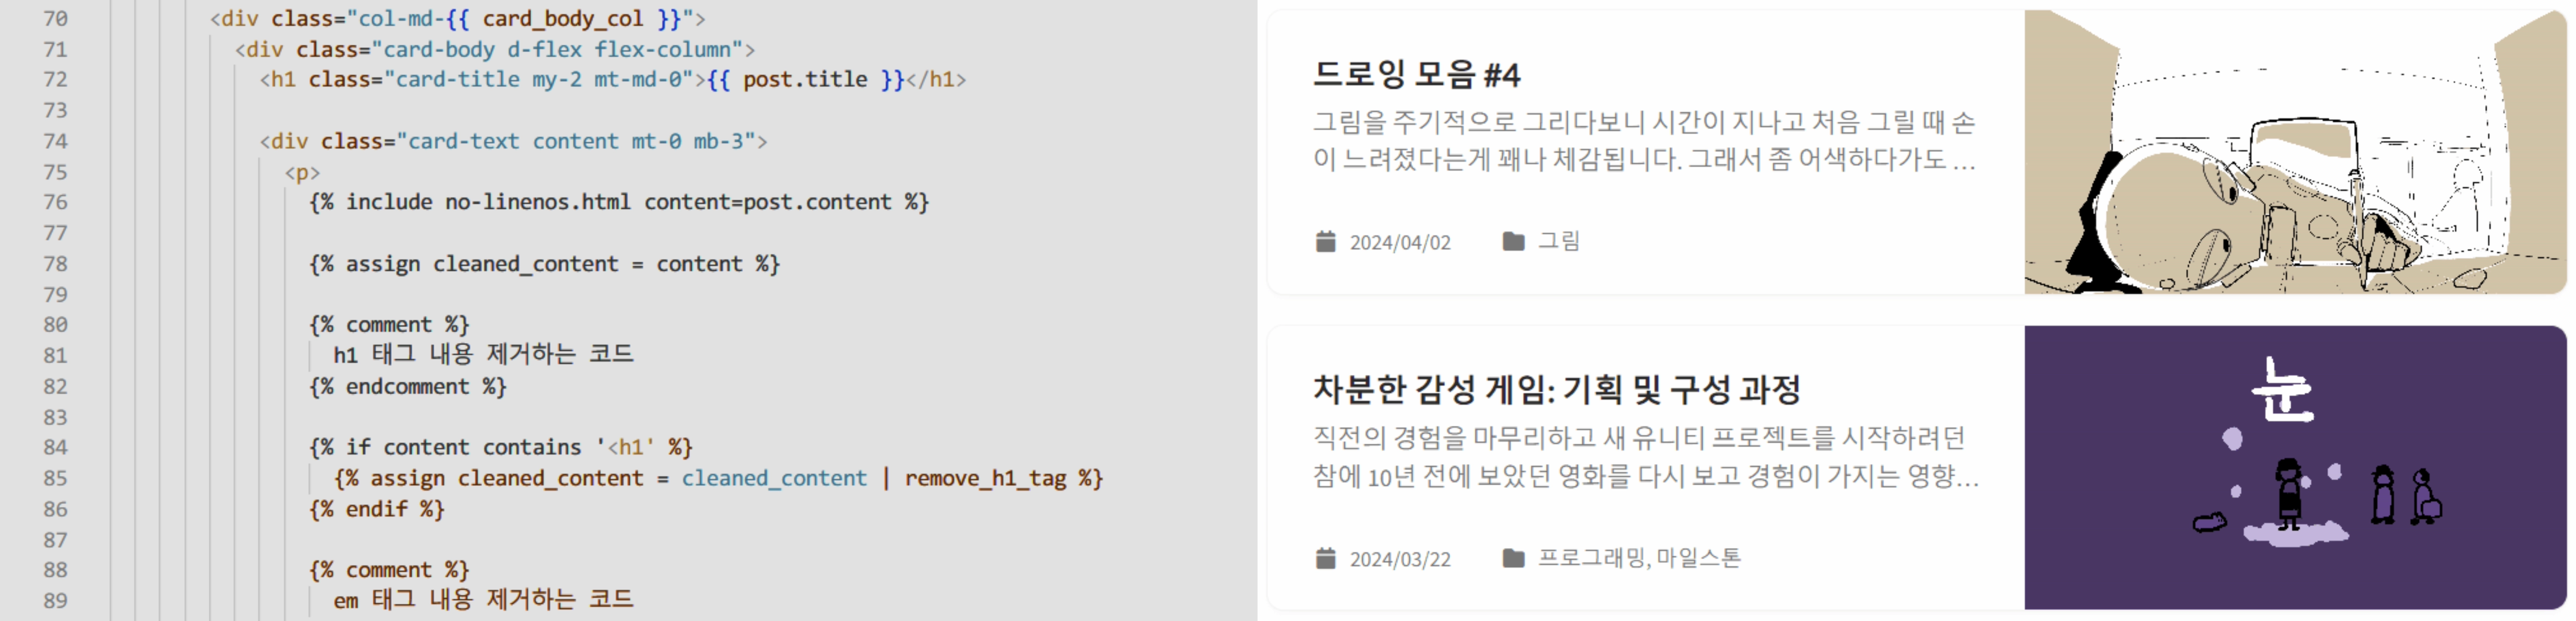 70 <div class="col-md-{{ card_body_col }}">
71 <div class="card-body d-flex flex-column">
72 <h1 class="card-title my-2 mt-md-0">{{ post.title }}</h1>
73
74 <div class="card-text content mt-0 mb-3">
75 <p>
76 {% include no-linenos.html content=post.content %}
77
78 {% assign cleaned_content = content %}
79
80 {% comment %}
81 h1 태그 내용 제거하는 코드
82 {% endcomment %}
83
84 {% if content contains '<h1' %}
85 {% assign cleaned_content = cleaned_content | remove_h1_tag %}
86 {% endif %}
87
88 {% comment %}
89 em 태그 내용 제거하는 코드
드로잉 모음 #4
그림을 주기적으로 그리다보니 시간이 지나고 처음 그릴 때 손
이 느려졌다는게 꽤나 체감됩니다. 그래서 좀 어색하다가도 ...
2024/04/02 그림
차분한 감성 게임: 기획 및 구성 과정
직전의 경험을 마무리하고 새 유니티 프로젝트를 시작하려던
참에 10년 전에 보았던 영화를 다시 보고 경험이 가지는 영향...
2024/03/22 프로그래밍, 마일스톤
눈